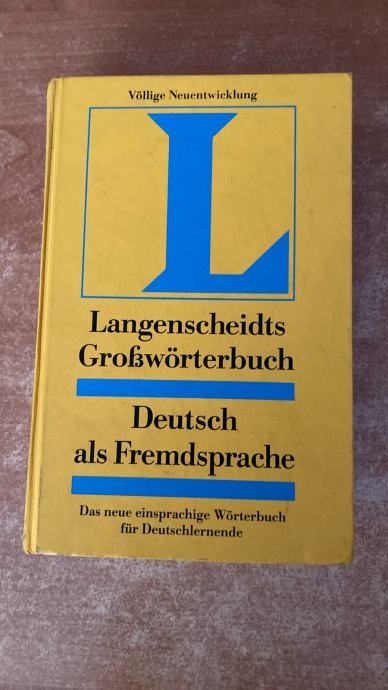 Völlige Neuentwicklung
L
Langenscheidts
Großwörterbuch
Deutsch
als Fremdsprache
Das neue einsprachige Wörterbuch
für Deutschlernende